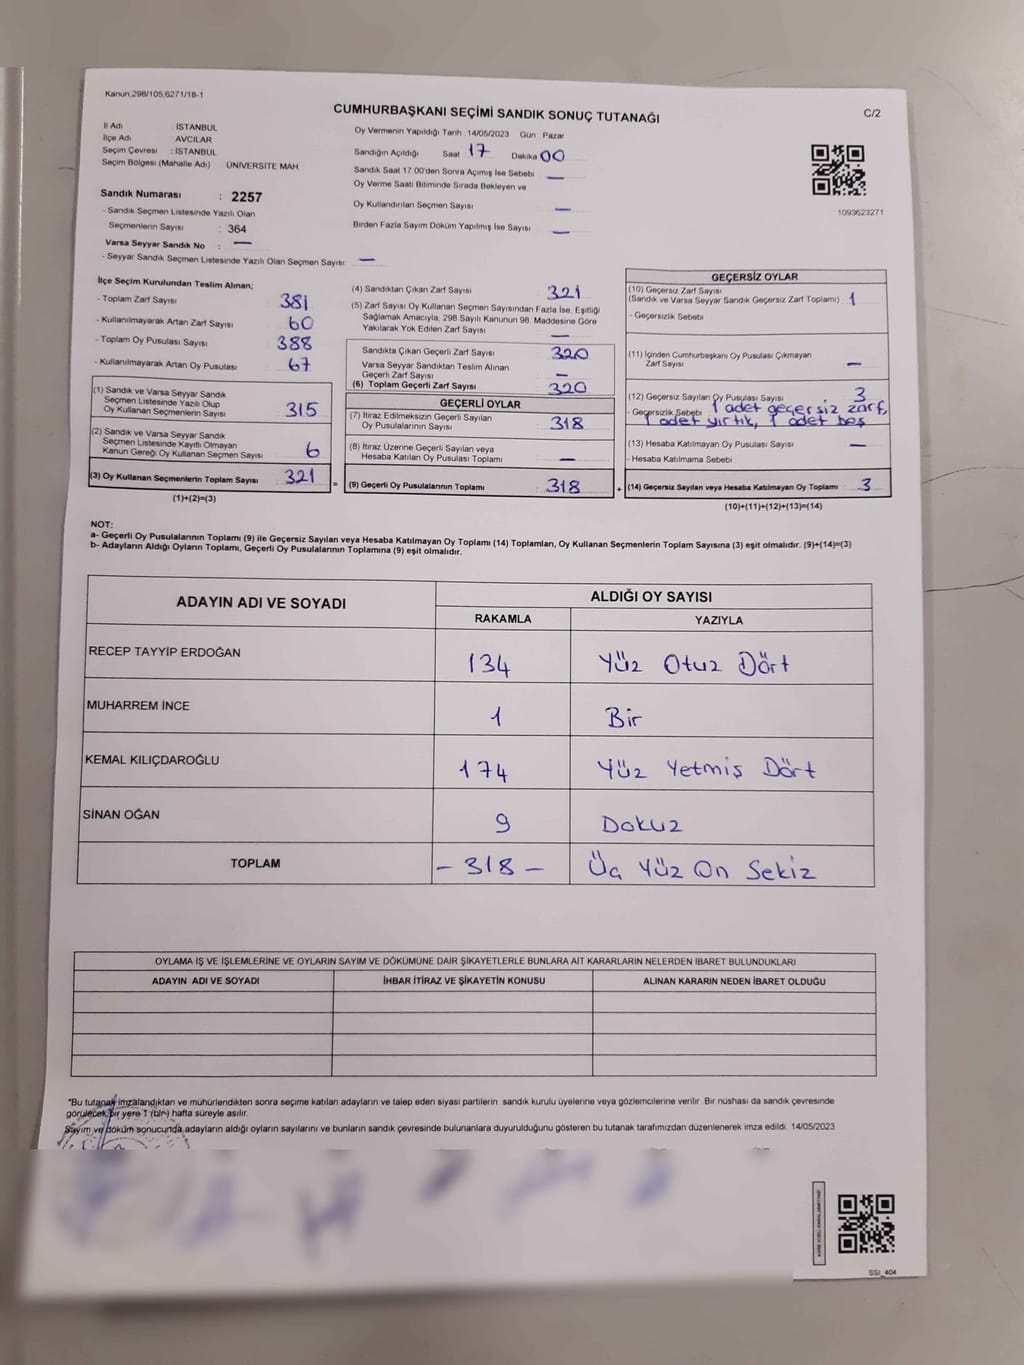 Kanun.298/105,6271/18-1
CUMHURBAŞKANI SEÇİMİ SANDIK SONUÇ TUTANAĞI
C/2
İl Adı İSTANBUL
İlçe Adı AVCILAR
Seçim Çevresi : İSTANBUL
Seçim Bölgesi (Mahalle Adı) ÜNİVERSİTE MAH
Oy Vermenin Yapıldığı Tarih 14/05/2023 Gün Pazar
Sandığın Açıldığı Saat 17 Dakika 00
Sandık Saat 17:00'den Sonra Açımış İse Sebebi —
Oy Verme Saati Bitiminde Sırada Bekleyen ve
Oy Kullandırılan Seçmen Sayısı —
Birden Fazla Sayım Döküm Yapılmış İse Sayısı —
1093623271
Sandık Numarası : 2257
- Sandık Seçmen Listesinde Yazılı Olan
Seçmenlerin Sayısı : 364
Varsa Seyyar Sandık No : —
- Seyyar Sandık Seçmen Listesinde Yazılı Olan Seçmen Sayısı: —
İlçe Seçim Kurulundan Teslim Alınan;
- Toplam Zarf Sayısı 381
- Kullanılmayarak Artan Zarf Sayısı 60
- Toplam Oy Pusulası Sayısı 388
- Kullanılmayarak Artan Oy Pusulası 67
(1) Sandık ve Varsa Seyyar Sandık
Seçmen Listesinde Yazılı Olup
Oy Kullanan Seçmenlerin Sayısı 315
(2) Sandık ve Varsa Seyyar Sandık
Seçmen Listesinde Kayıtlı Olmayan
Kanun Gereği Oy Kullanan Seçmen Sayısı 6
(3) Oy Kullanan Seçmenlerin Toplam Sayısı 321
(1)+(2)=(3)
(4) Sandıktan Çıkan Zarf Sayısı 321
(5) Zarf Sayısı Oy Kullanan Seçmen Sayısından Fazla İse, Eşitliği
Sağlamak Amacıyla; 298 Sayılı Kanunun 98. Maddesine Göre
Yakılarak Yok Edilen Zarf Sayısı —
Sandıkta Çıkan Geçerli Zarf Sayısı 320
Varsa Seyyar Sandıktan Teslim Alınan
Geçerli Zarf Sayısı —
(6) Toplam Geçerli Zarf Sayısı 320
GEÇERLİ OYLAR
(7) İtiraz Edilmeksizin Geçerli Sayılan
Oy Pusulalarının Sayısı 318
(8) İtiraz Üzerine Geçerli Sayılan veya
Hesaba Katılan Oy Pusulası Toplamı —
= (9) Geçerli Oy Pusulalarının Toplamı 318
GEÇERSİZ OYLAR
(10) Geçersiz Zarf Sayısı
(Sandık ve Varsa Seyyar Sandık Geçersiz Zarf Toplamı) 1
- Geçersizlik Sebebi
(11) İçinden Cumhurbaşkanı Oy Pusulası Çıkmayan
Zarf Sayısı —
(12) Geçersiz Sayılan Oy Pusulası Sayısı 3
- Geçersizlik Sebebi 1 adet geçersiz zarf,
1 adet yırtık, 1 adet boş
(13) Hesaba Katılmayan Oy Pusulası Sayısı —
- Hesaba Katılmama Sebebi
+ (14) Geçersiz Sayılan veya Hesaba Katılmayan Oy Toplamı 3
(10)+(11)+(12)+(13)=(14)
NOT:
a- Geçerli Oy Pusulalarının Toplamı (9) ile Geçersiz Sayılan veya Hesaba Katılmayan Oy Toplamı (14) Toplamları, Oy Kullanan Seçmenlerin Toplam Sayısına (3) eşit olmalıdır. (9)+(14)=(3)
b- Adayların Aldığı Oyların Toplamı, Geçerli Oy Pusulalarının Toplamına (9) eşit olmalıdır.
ADAYIN ADI VE SOYADI
ALDIĞI OY SAYISI
RAKAMLA YAZIYLA
RECEP TAYYİP ERDOĞAN 134 Yüz Otuz Dört
MUHARREM İNCE 1 Bir
KEMAL KILIÇDAROĞLU 174 Yüz Yetmiş Dört
SİNAN OĞAN 9 Dokuz
TOPLAM - 318 - Üç Yüz On Sekiz
OYLAMA İŞ VE İŞLEMLERİNE VE OYLARIN SAYIM VE DÖKÜMÜNE DAİR ŞİKAYETLERLE BUNLARA AİT KARARLARIN NELERDEN İBARET BULUNDUKLARI
ADAYIN ADI VE SOYADI İHBAR İTİRAZ VE ŞİKAYETİN KONUSU ALINAN KARARIN NEDEN İBARET OLDUĞU
*Bu tutanak imzalandıktan ve mühürlendikten sonra seçime katılan adayların ve talep eden siyasi partilerin sandık kurulu üyelerine veya gözlemcilerine verilir. Bir nüshası da sandık çevresinde
görülecek bir yere 1 (bir) hafta süreyle asılır.
Sayım ve döküm sonucunda adayların aldığı oyların sayılarını ve bunların sandık çevresinde bulunanlara duyurulduğunu gösteren bu tutanak tarafımızdan düzenlenerek imza edildi. 14/05/2023
SSI_404